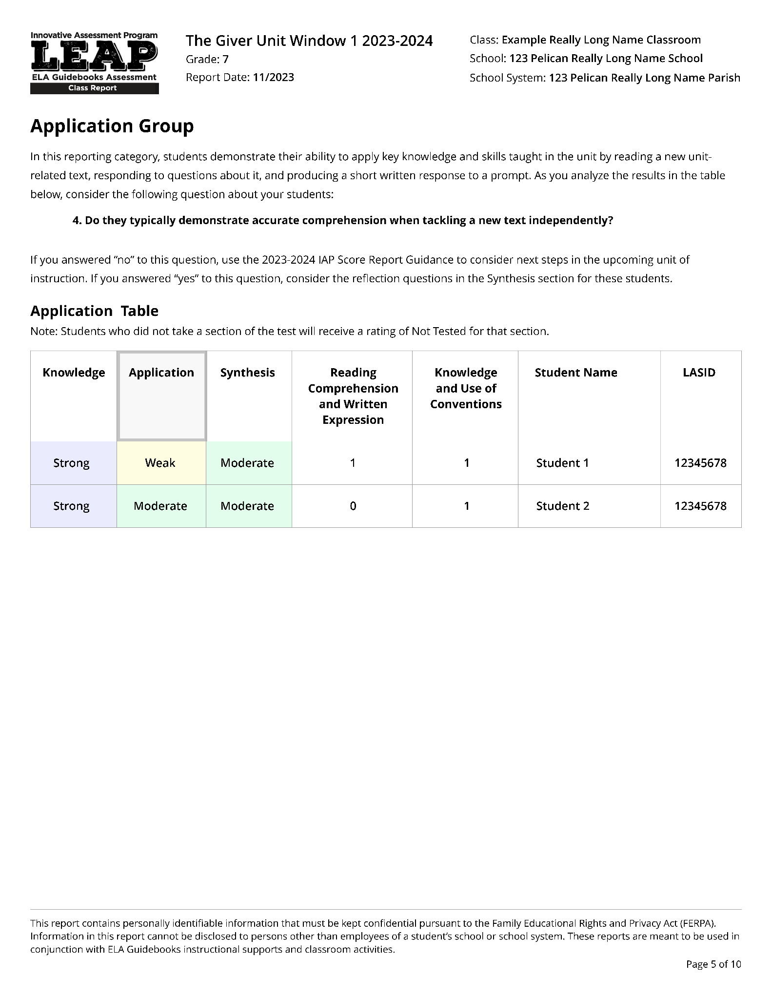 Innovative Assessment Program
LEAP
ELA Guidebooks Assessment
Class Report
The Giver Unit Window 1 2023-2024
Grade: 7
Report Date: 11/2023
Class: Example Really Long Name Classroom
School: 123 Pelican Really Long Name School
School System: 123 Pelican Really Long Name Parish
Application Group
In this reporting category, students demonstrate their ability to apply key knowledge and skills taught in the unit by reading a new unit-
related text, responding to questions about it, and producing a short written response to a prompt. As you analyze the results in the table
below, consider the following question about your students:
4. Do they typically demonstrate accurate comprehension when tackling a new text independently?
If you answered “no” to this question, use the 2023-2024 IAP Score Report Guidance to consider next steps in the upcoming unit of
instruction. If you answered “yes” to this question, consider the reflection questions in the Synthesis section for these students.
Application Table
Note: Students who did not take a section of the test will receive a rating of Not Tested for that section.
Knowledge
Application
Synthesis
Reading
Comprehension
and Written
Expression
Knowledge
and Use of
Conventions
Student Name
LASID
Strong Weak Moderate 1 1 Student 1 12345678
Strong Moderate Moderate 0 1 Student 2 12345678
This report contains personally identifiable information that must be kept confidential pursuant to the Family Educational Rights and Privacy Act (FERPA).
Information in this report cannot be disclosed to persons other than employees of a student’s school or school system. These reports are meant to be used in
conjunction with ELA Guidebooks instructional supports and classroom activities.
Page 5 of 10